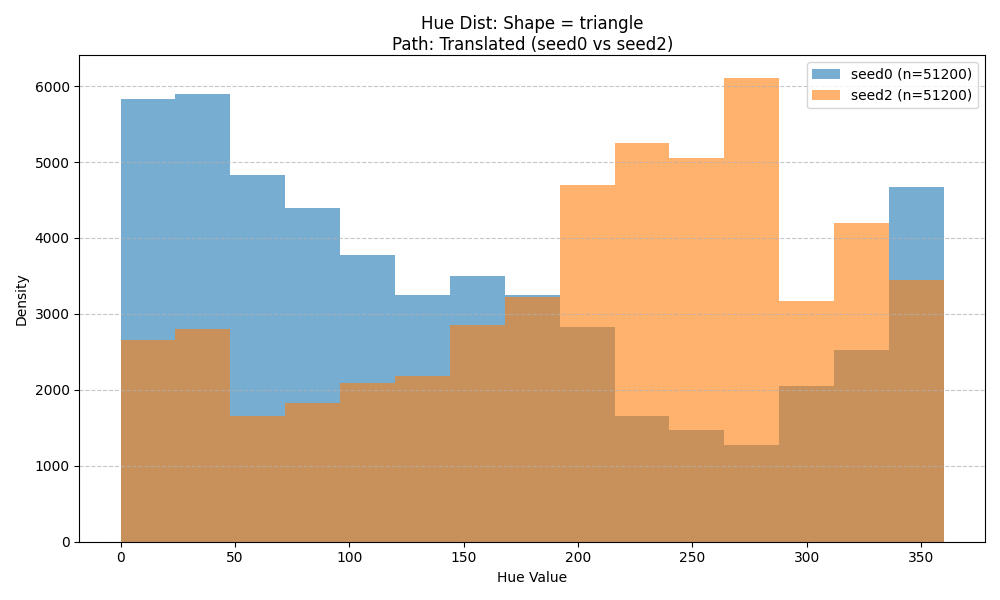 Hue Dist: Shape = triangle
Path: Translated (seed0 vs seed2)
seed0 (n=51200)
seed2 (n=51200)
Density
6000
5000
4000
3000
2000
1000
0
0 50 100 150 200 250 300 350
Hue Value